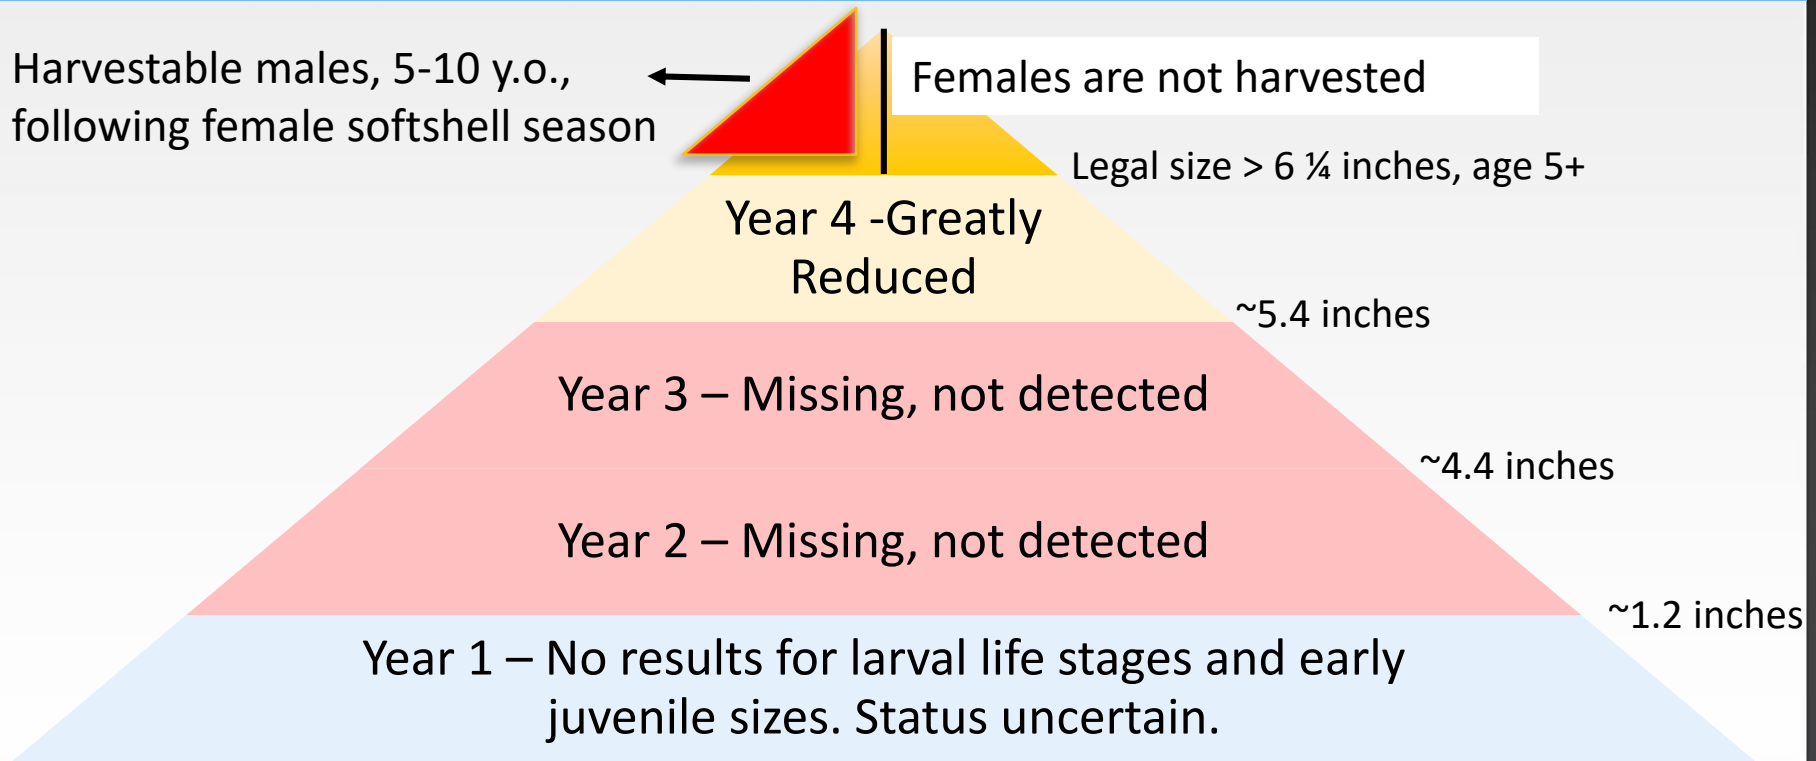 Harvestable males, 5-10 y.o.,
following female softshell season
Females are not harvested
Legal size > 6 ¼ inches, age 5+
Year 4 -Greatly
Reduced
~5.4 inches
Year 3 – Missing, not detected
~4.4 inches
Year 2 – Missing, not detected
~1.2 inches
Year 1 – No results for larval life stages and early
juvenile sizes. Status uncertain.